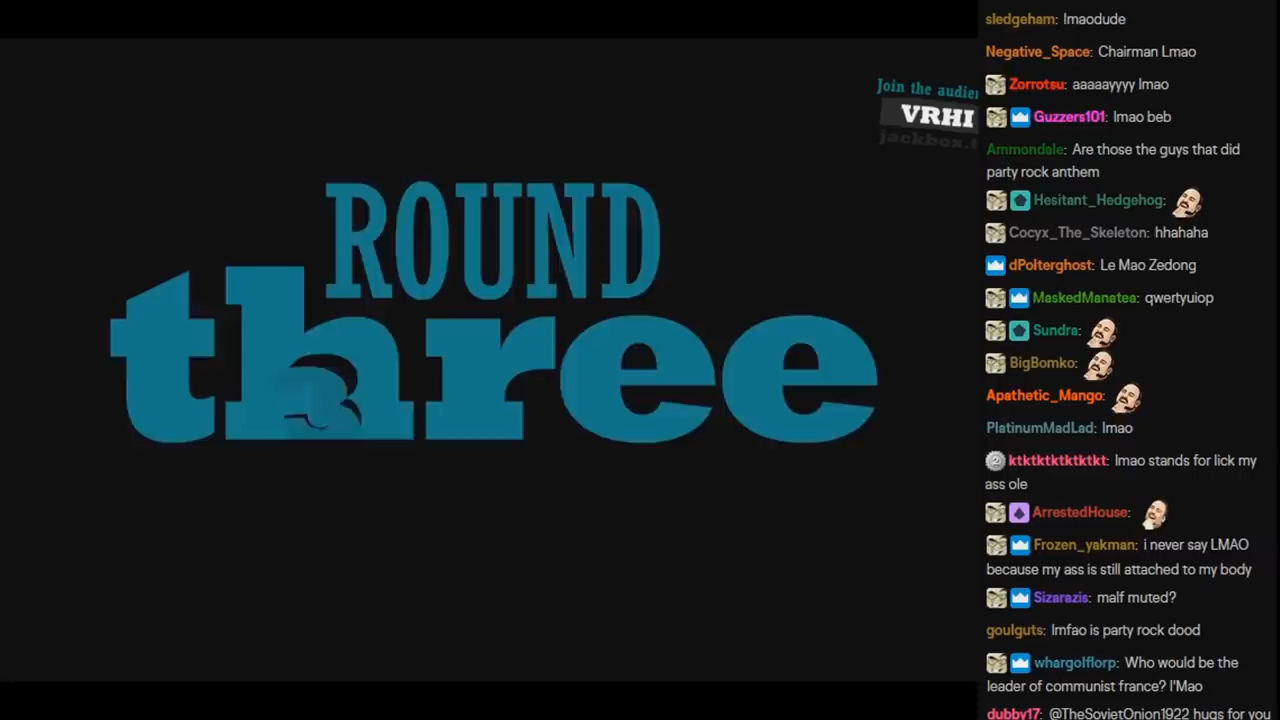 Join the audien
VRHI
jackbox.t
ROUND
three
3
sledgeham: lmaodude
Negative_Space: Chairman Lmao
Zorrotsu: aaaaayyyy lmao
Guzzers101: lmao beb
Ammondale: Are those the guys that did
party rock anthem
Hesitant_Hedgehog:
Cocyx_The_Skeleton: hhahaha
dPolterghost: Le Mao Zedong
MaskedManatea: qwertyuiop
Sundra:
BigBomko:
Apathetic_Mango:
PlatinumMadLad: lmao
2 ktktktktktktkt: lmao stands for lick my
ass ole
ArrestedHouse:
Frozen_yakman: i never say LMAO
because my ass is still attached to my body
Sizarazis: malf muted?
goulguts: lmfao is party rock dood
whargolflorp: Who would be the
leader of communist france? l'Mao
dubby17: @TheSovietOnion1922 hugs for you